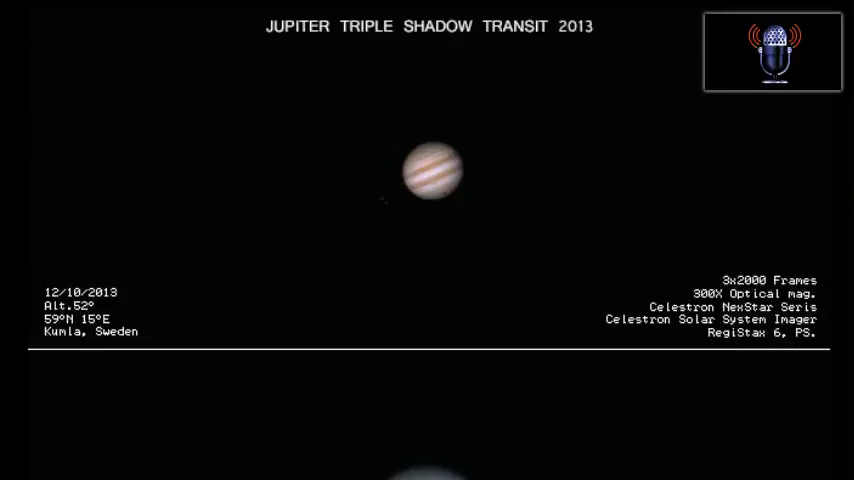 JUPITER TRIPLE SHADOW TRANSIT 2013
12/10/2013
Alt.52°
59°N 15°E
Kumla, Sweden
3x2000 Frames
300X Optical mag.
Celestron NexStar Seris
Celestron Solar System Imager
RegiStax 6, PS.